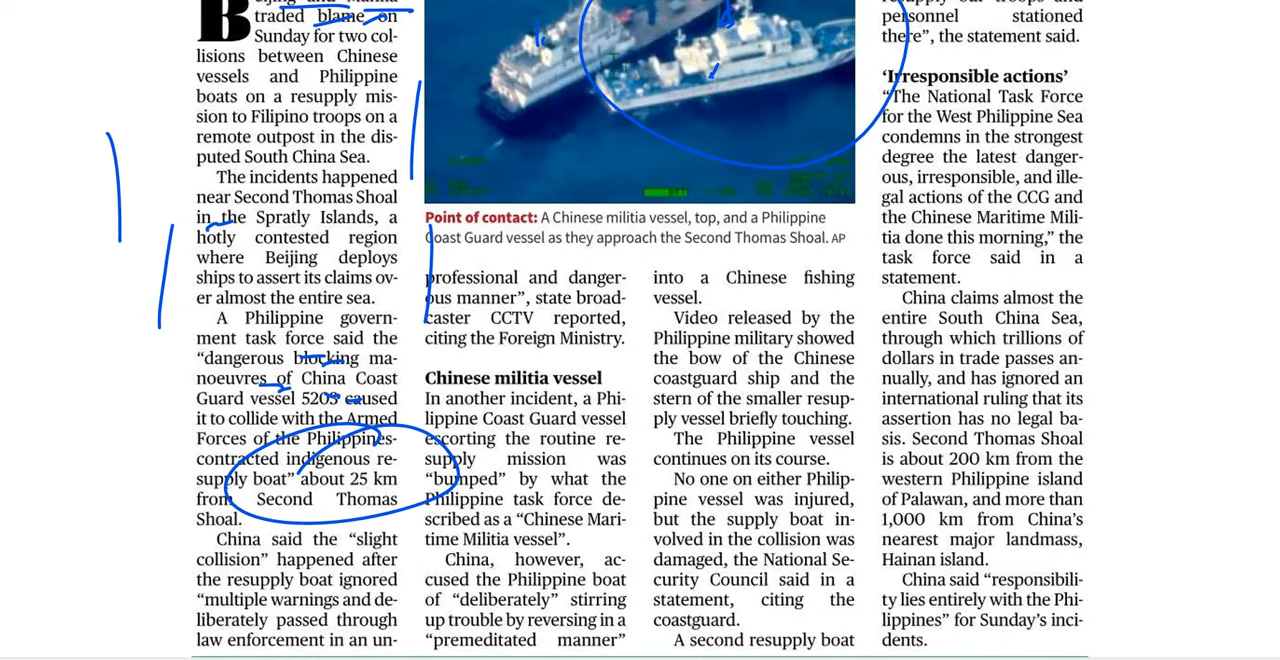 B
traded blame on
Sunday for two col-
lisions between Chinese
vessels and Philippine
boats on a resupply mis-
sion to Filipino troops on a
remote outpost in the dis-
puted South China Sea.
The incidents happened
near Second Thomas Shoal
in the Spratly Islands, a
hotly contested region
where Beijing deploys
ships to assert its claims ov-
er almost the entire sea.
A Philippine govern-
ment task force said the
“dangerous blocking ma-
noeuvres of China Coast
Guard vessel 5203 caused
it to collide with the Armed
Forces of the Philippines-
contracted indigenous re-
supply boat” about 25 km
from Second Thomas
Shoal.
China said the “slight
collision” happened after
the resupply boat ignored
“multiple warnings and de-
liberately passed through
law enforcement in an un-
Point of contact: A Chinese militia vessel, top, and a Philippine
Coast Guard vessel as they approach the Second Thomas Shoal. AP
professional and danger-
ous manner”, state broad-
caster CCTV reported,
citing the Foreign Ministry.
Chinese militia vessel
In another incident, a Phi-
lippine Coast Guard vessel
escorting the routine re-
supply mission was
“bumped” by what the
Philippine task force de-
scribed as a “Chinese Mari-
time Militia vessel”.
China, however, ac-
cused the Philippine boat
of “deliberately” stirring
up trouble by reversing in a
“premeditated manner”
into a Chinese fishing
vessel.
Video released by the
Philippine military showed
the bow of the Chinese
coastguard ship and the
stern of the smaller resup-
ply vessel briefly touching.
The Philippine vessel
continues on its course.
No one on either Philip-
pine vessel was injured,
but the supply boat in-
volved in the collision was
damaged, the National Se-
curity Council said in a
statement, citing the
coastguard.
A second resupply boat
personnel stationed
there”, the statement said.
‘Irresponsible actions’
“The National Task Force
for the West Philippine Sea
condemns in the strongest
degree the latest danger-
ous, irresponsible, and ille-
gal actions of the CCG and
the Chinese Maritime Mili-
tia done this morning,” the
task force said in a
statement.
China claims almost the
entire South China Sea,
through which trillions of
dollars in trade passes an-
nually, and has ignored an
international ruling that its
assertion has no legal ba-
sis. Second Thomas Shoal
is about 200 km from the
western Philippine island
of Palawan, and more than
1,000 km from China’s
nearest major landmass,
Hainan island.
China said “responsibili-
ty lies entirely with the Phi-
lippines” for Sunday’s inci-
dents.